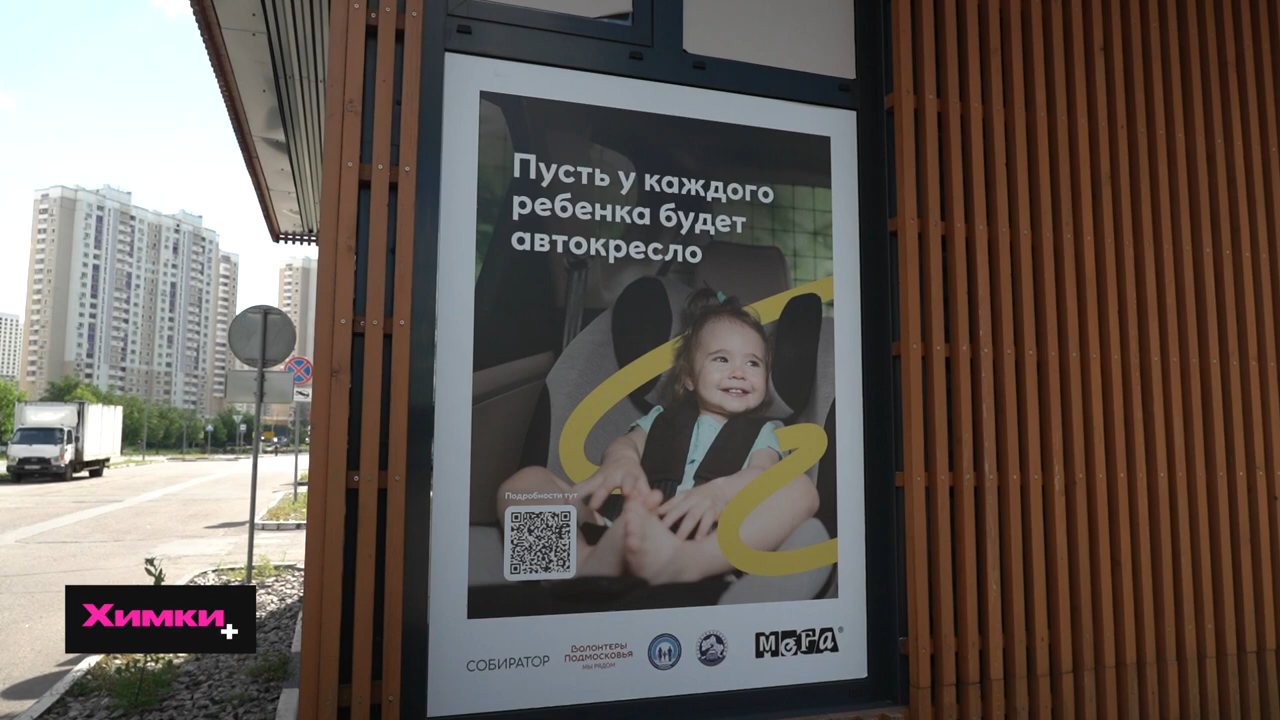 Пусть у каждого
ребенка будет
автокресло
Подробности тут
СОБИРАТОР
Волонтеры
Подмосковья
МЫ РЯДОМ
Мега®
Химки+